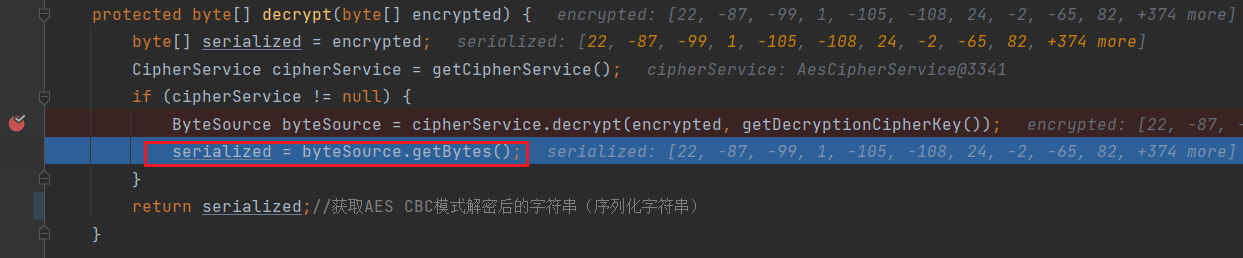 protected byte[] decrypt(byte[] encrypted) {   encrypted: [22, -87, -99, 1, -105, -108, 24, -2, -65, 82, +374 more]
byte[] serialized = encrypted;   serialized: [22, -87, -99, 1, -105, -108, 24, -2, -65, 82, +374 more]
CipherService cipherService = getCipherService();   cipherService: AesCipherService@3341
if (cipherService != null) {
ByteSource byteSource = cipherService.decrypt(encrypted, getDecryptionCipherKey());   encrypted: [22, -87, -
serialized = byteSource.getBytes();   serialized: [22, -87, -99, 1, -105, -108, 24, -2, -65, 82, +374 more]
}
return serialized;//获取AES CBC模式解密后的字符串（序列化字符串）
}